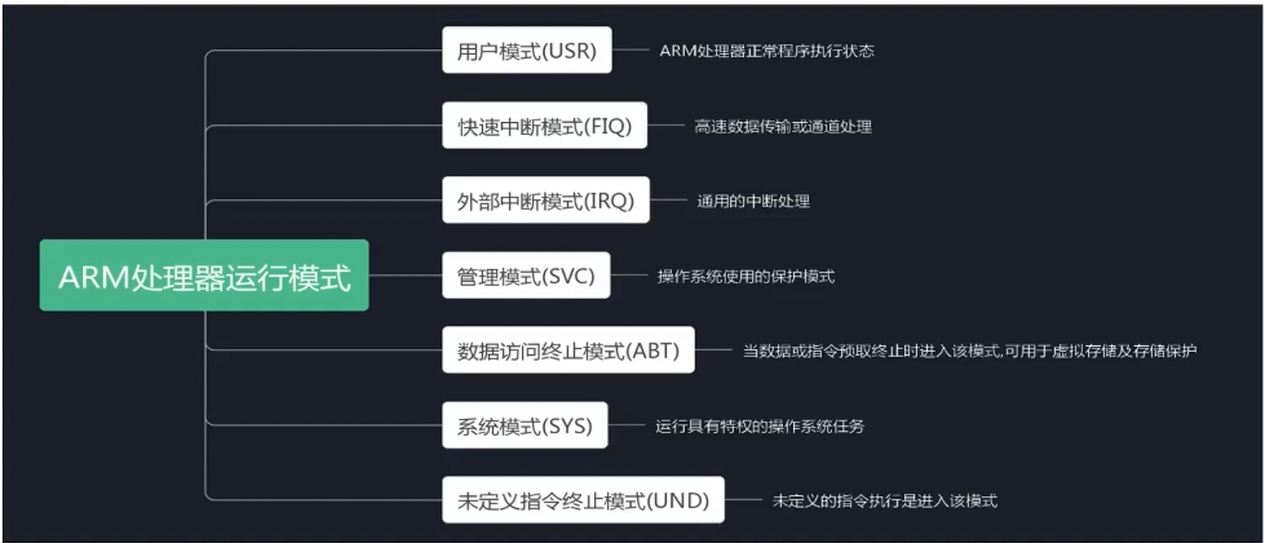 用户模式(USR)
ARM处理器正常程序执行状态
快速中断模式(FIQ)
高速数据传输或通道处理
外部中断模式(IRQ)
通用的中断处理
ARM处理器运行模式
管理模式(SVC)
操作系统使用的保护模式
数据访问终止模式(ABT)
当数据或指令预取终止时进入该模式,可用于虚拟存储及存储保护
系统模式(SYS)
运行具有特权的操作系统任务
未定义指令终止模式(UND)
未定义的指令执行是进入该模式